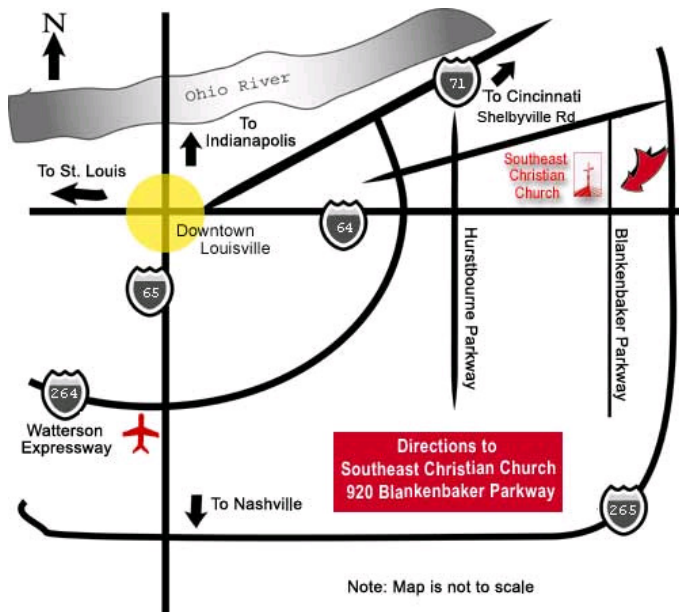 N
Ohio River
71
To Cincinnati
Shelbyville Rd
To
Indianapolis
To St. Louis
Southeast
Christian
Church
Downtown
Louisville
64
65
Hurstbourne Parkway
Blankenbaker Parkway
264
Watterson
Expressway
Directions to
Southeast Christian Church
920 Blankenbaker Parkway
To Nashville
265
Note: Map is not to scale